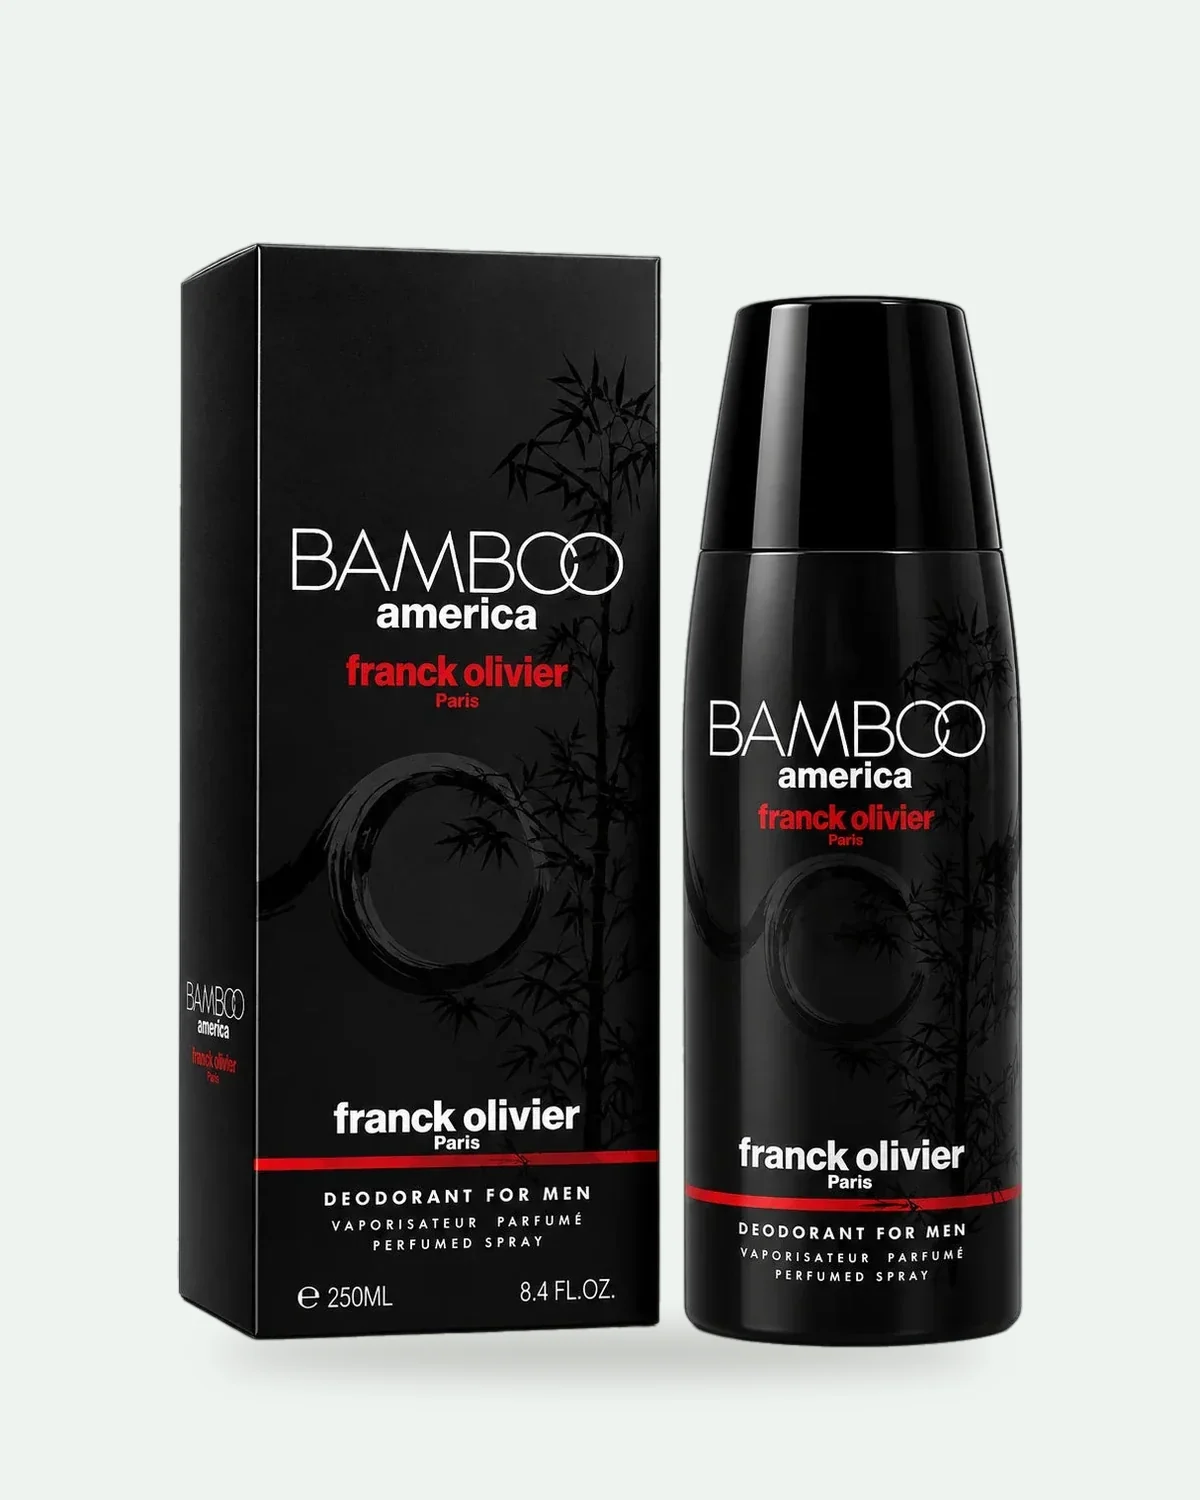 BAMBOO
america
franck olivier
Paris
franck olivier
Paris
DEODORANT FOR MEN
VAPORISATEUR PARFUMÉ
PERFUMED SPRAY
℮ 250ML
8.4 FL.OZ.
BAMBOO
america
franck olivier
Paris
BAMBOO
america
franck olivier
Paris
franck olivier
Paris
DEODORANT FOR MEN
VAPORISATEUR PARFUMÉ
PERFUMED SPRAY